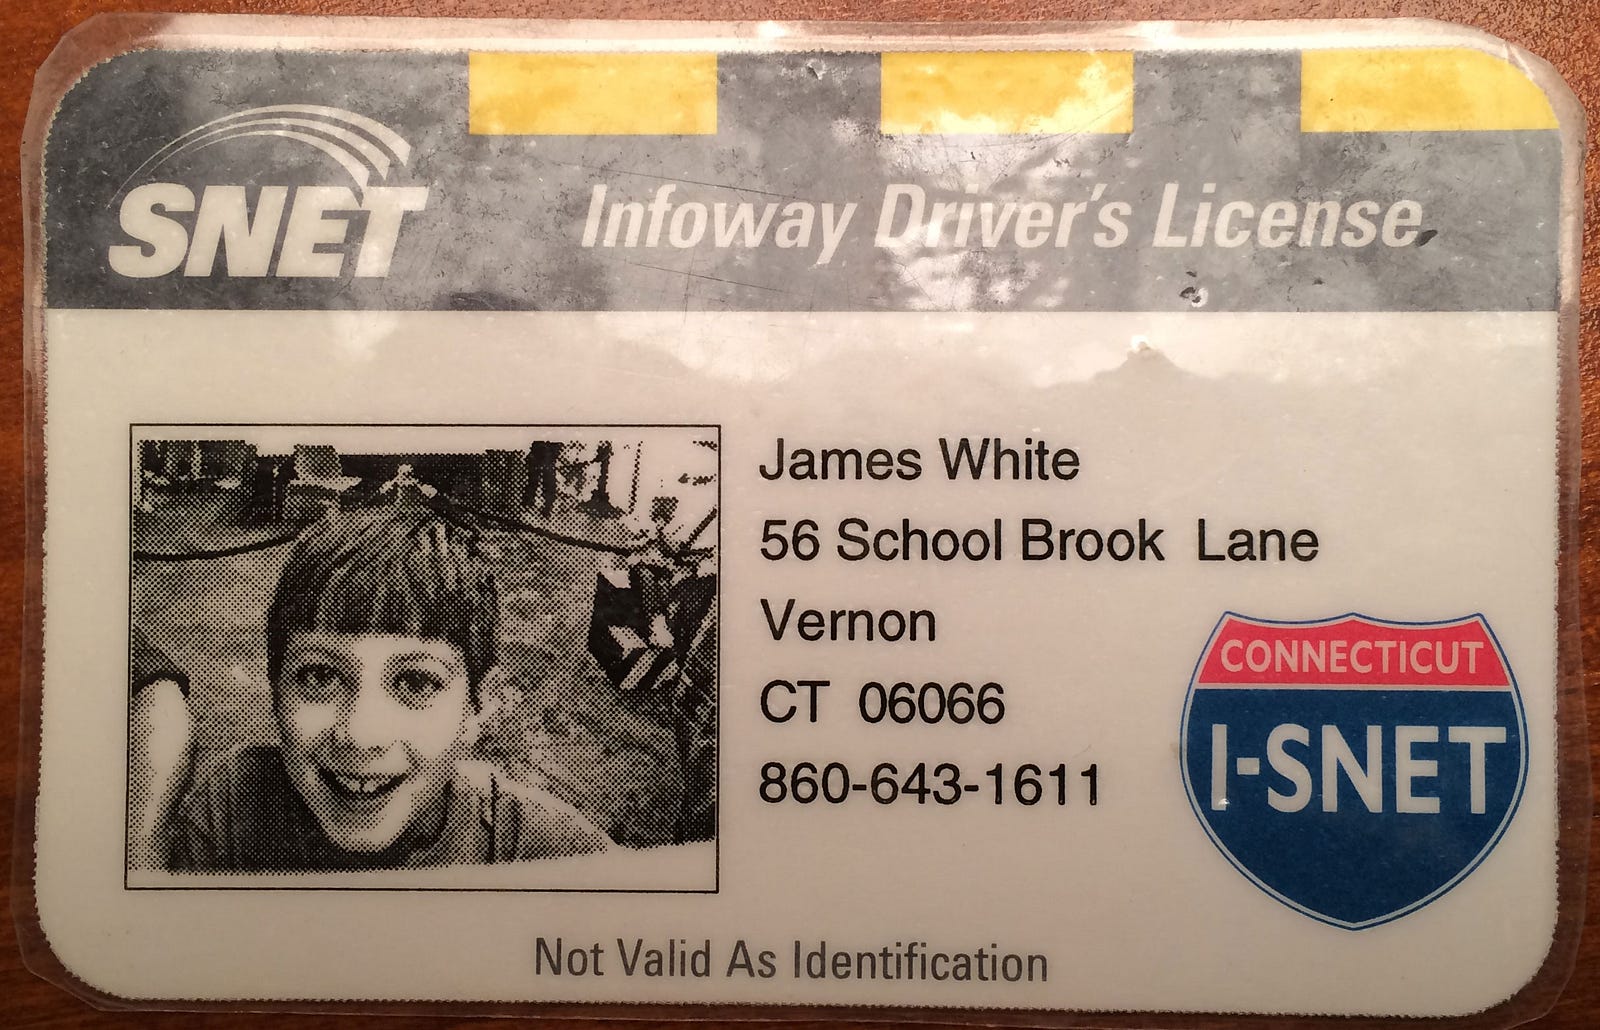 SNET
Infoway Driver's License
James White
56 School Brook Lane
Vernon
CT 06066
860-643-1611
CONNECTICUT
I-SNET
Not Valid As Identification